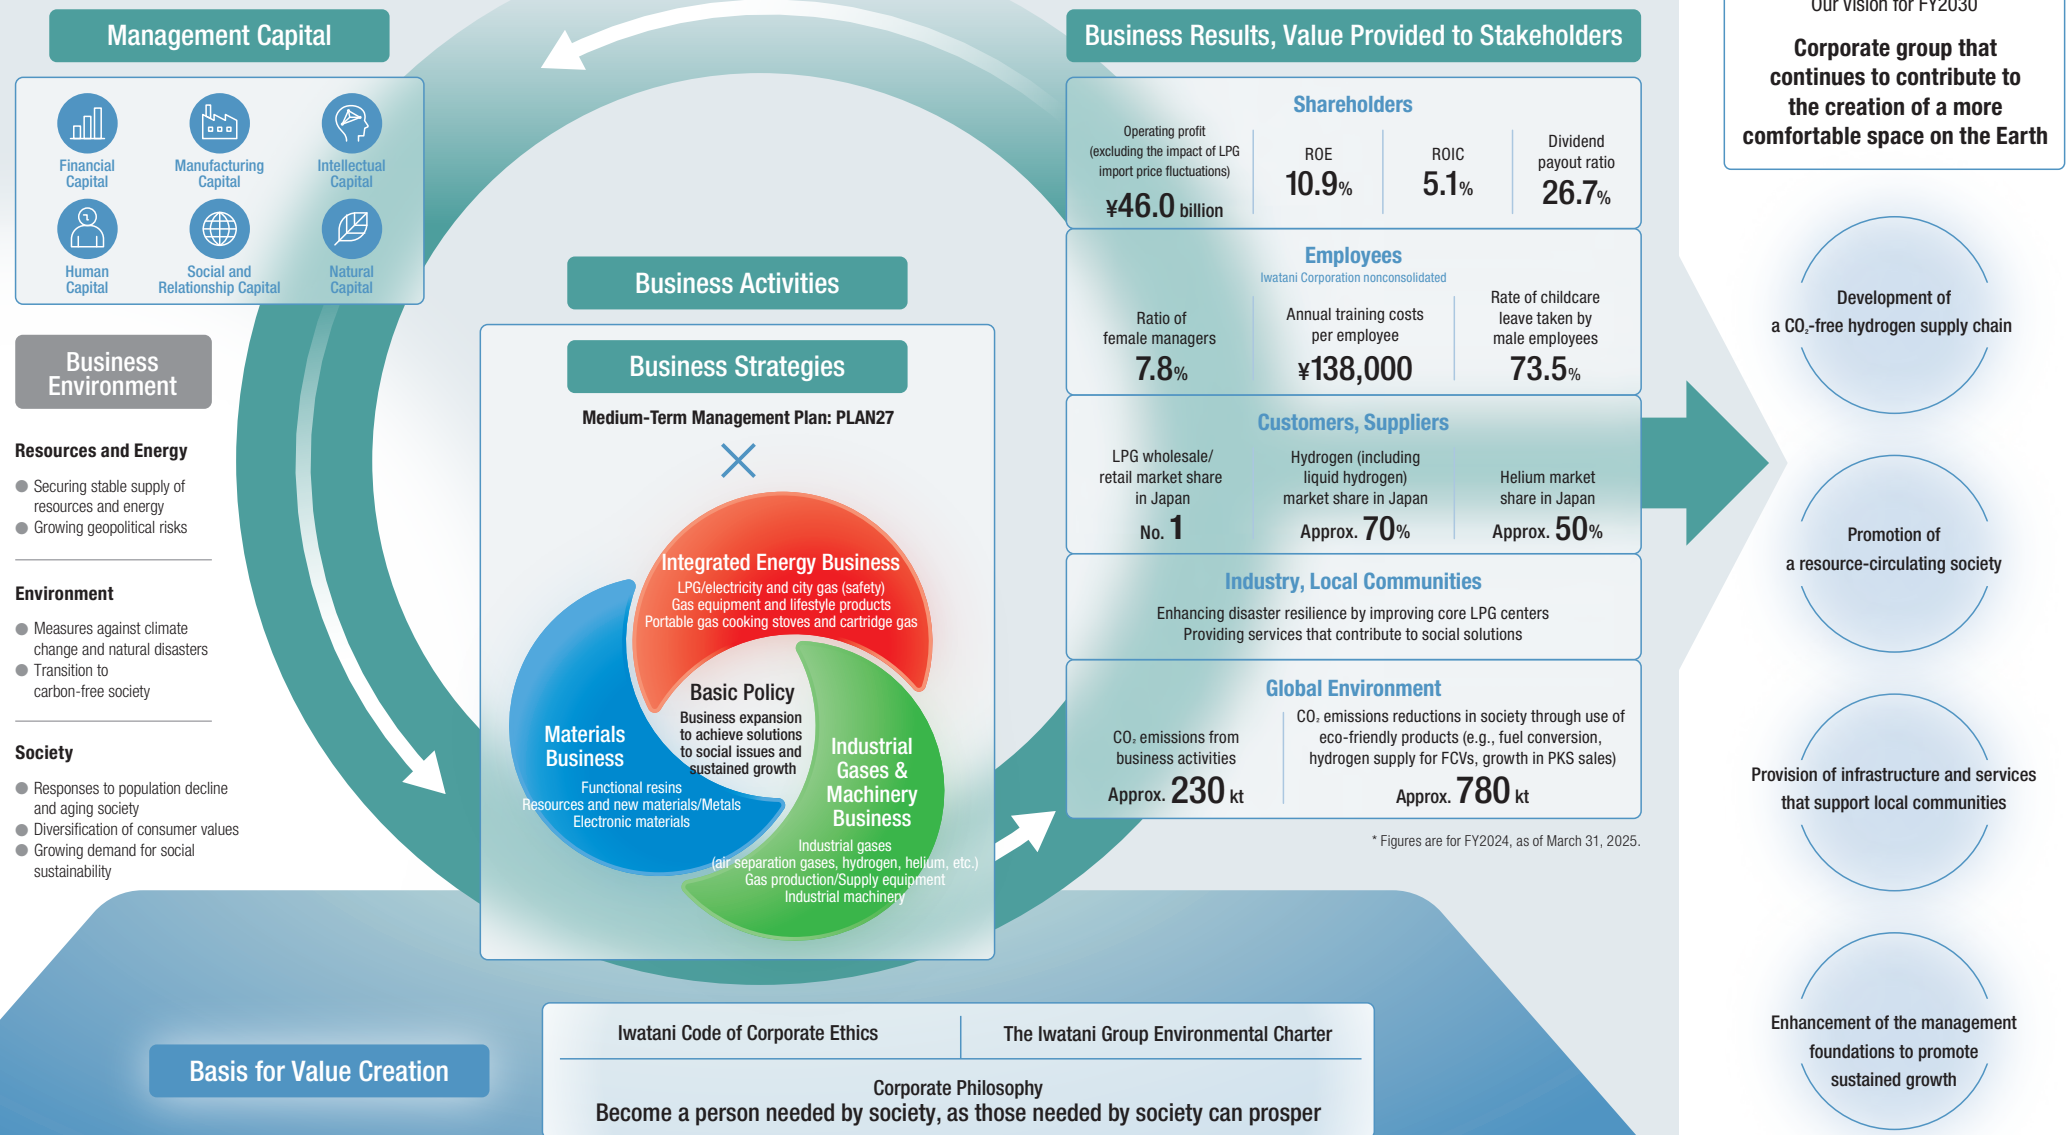 Management Capital
Financial
Capital
Manufacturing
Capital
Intellectual
Capital
Human
Capital
Social and
Relationship Capital
Natural
Capital
Business
Environment
Resources and Energy
● Securing stable supply of
resources and energy
● Growing geopolitical risks
Environment
● Measures against climate
change and natural disasters
● Transition to
carbon-free society
Society
● Responses to population decline
and aging society
● Diversification of consumer values
● Growing demand for social
sustainability
Business Activities
Business Strategies
Medium-Term Management Plan: PLAN27
Integrated Energy Business
LPG/electricity and city gas (safety)
Gas equipment and lifestyle products
Portable gas cooking stoves and cartridge gas
Basic Policy
Business expansion
to achieve solutions
to social issues and
sustained growth
Materials
Business
Functional resins
Resources and new materials/Metals
Electronic materials
Industrial
Gases &
Machinery
Business
Industrial gases
(air separation gases, hydrogen, helium, etc.)
Gas production/Supply equipment
Industrial machinery
Business Results, Value Provided to Stakeholders
Shareholders
Operating profit
(excluding the impact of LPG
import price fluctuations)
¥46.0 billion
ROE
10.9%
ROIC
5.1%
Dividend
payout ratio
26.7%
Employees
Iwatani Corporation nonconsolidated
Ratio of
female managers
7.8%
Annual training costs
per employee
¥138,000
Rate of childcare
leave taken by
male employees
73.5%
Customers, Suppliers
LPG wholesale/
retail market share
in Japan
No. 1
Hydrogen (including
liquid hydrogen)
market share in Japan
Approx. 70%
Helium market
share in Japan
Approx. 50%
Industry, Local Communities
Enhancing disaster resilience by improving core LPG centers
Providing services that contribute to social solutions
Global Environment
CO₂ emissions from
business activities
Approx. 230 kt
CO₂ emissions reductions in society through use of
eco-friendly products (e.g., fuel conversion,
hydrogen supply for FCVs, growth in PKS sales)
Approx. 780 kt
* Figures are for FY2024, as of March 31, 2025.
Our Vision for FY2030
Corporate group that
continues to contribute to
the creation of a more
comfortable space on the Earth
Development of
a CO₂-free hydrogen supply chain
Promotion of
a resource-circulating society
Provision of infrastructure and services
that support local communities
Enhancement of the management
foundations to promote
sustained growth
Basis for Value Creation
Iwatani Code of Corporate Ethics
The Iwatani Group Environmental Charter
Corporate Philosophy
Become a person needed by society, as those needed by society can prosper